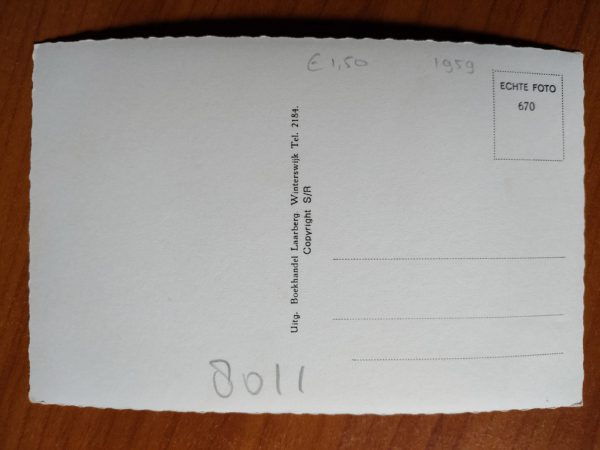 € 1,50
1959
ECHTE FOTO
670
Uitg. Boekhandel Laarberg Winterswijk Tel. 2184.
Copyright S/R
8011